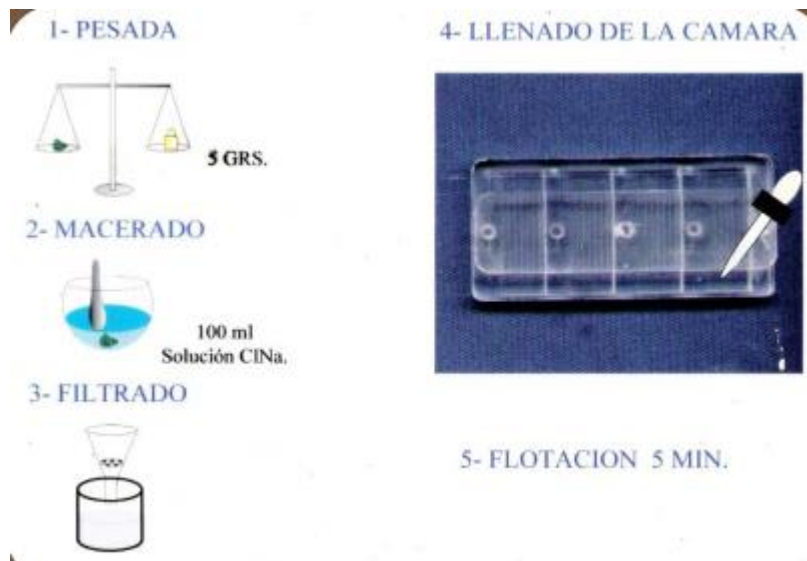 1- PESADA
5 GRS.
2- MACERADO
100 ml
Solución ClNa.
3- FILTRADO
4- LLENADO DE LA CAMARA
5- FLOTACION 5 MIN.